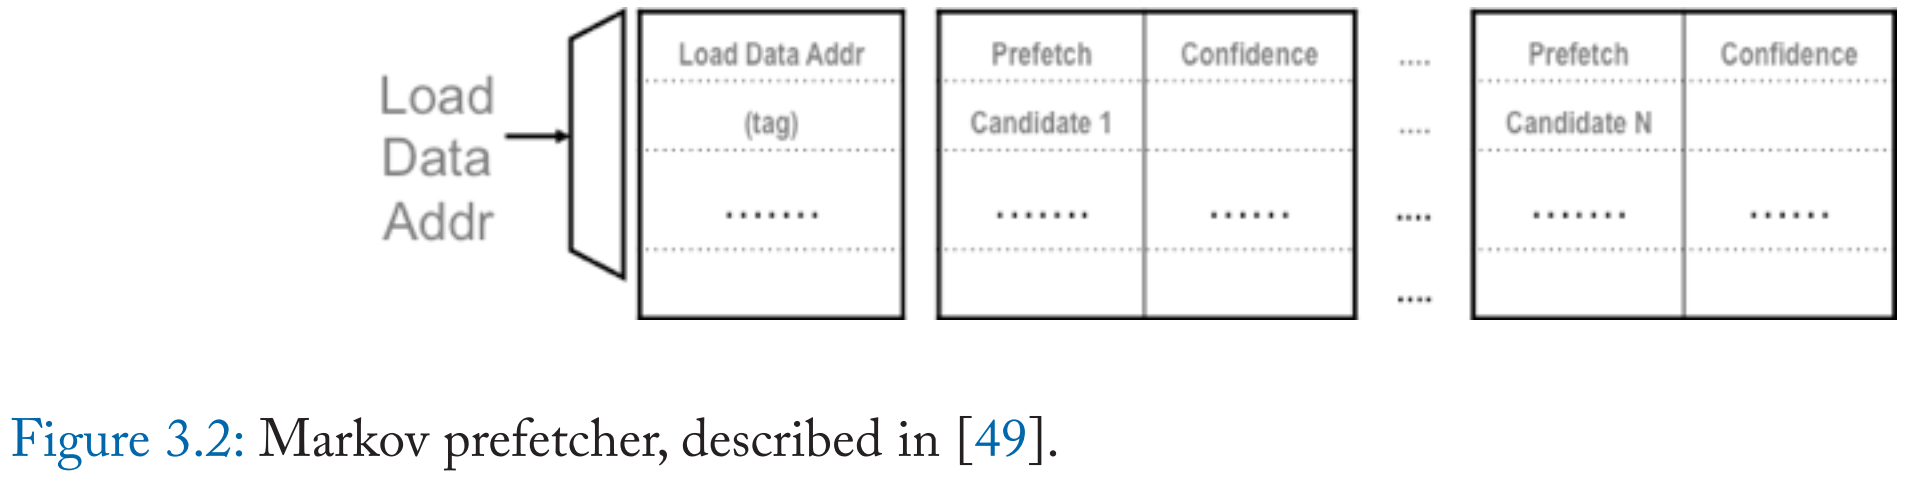 Load Data Addr Prefetch Confidence .... Prefetch Confidence
Load
Data
Addr
(tag) Candidate 1 .... Candidate N
....... ....... ...... .... ....... ......
....
Figure 3.2: Markov prefetcher, described in [49].